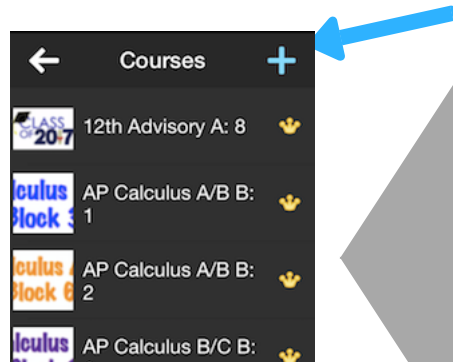 Courses
CLASS
OF 2017
12th Advisory A: 8
lculus
Block 3
AP Calculus A/B B:
1
lculus A
Block 6
AP Calculus A/B B:
2
lculus
AP Calculus B/C B: